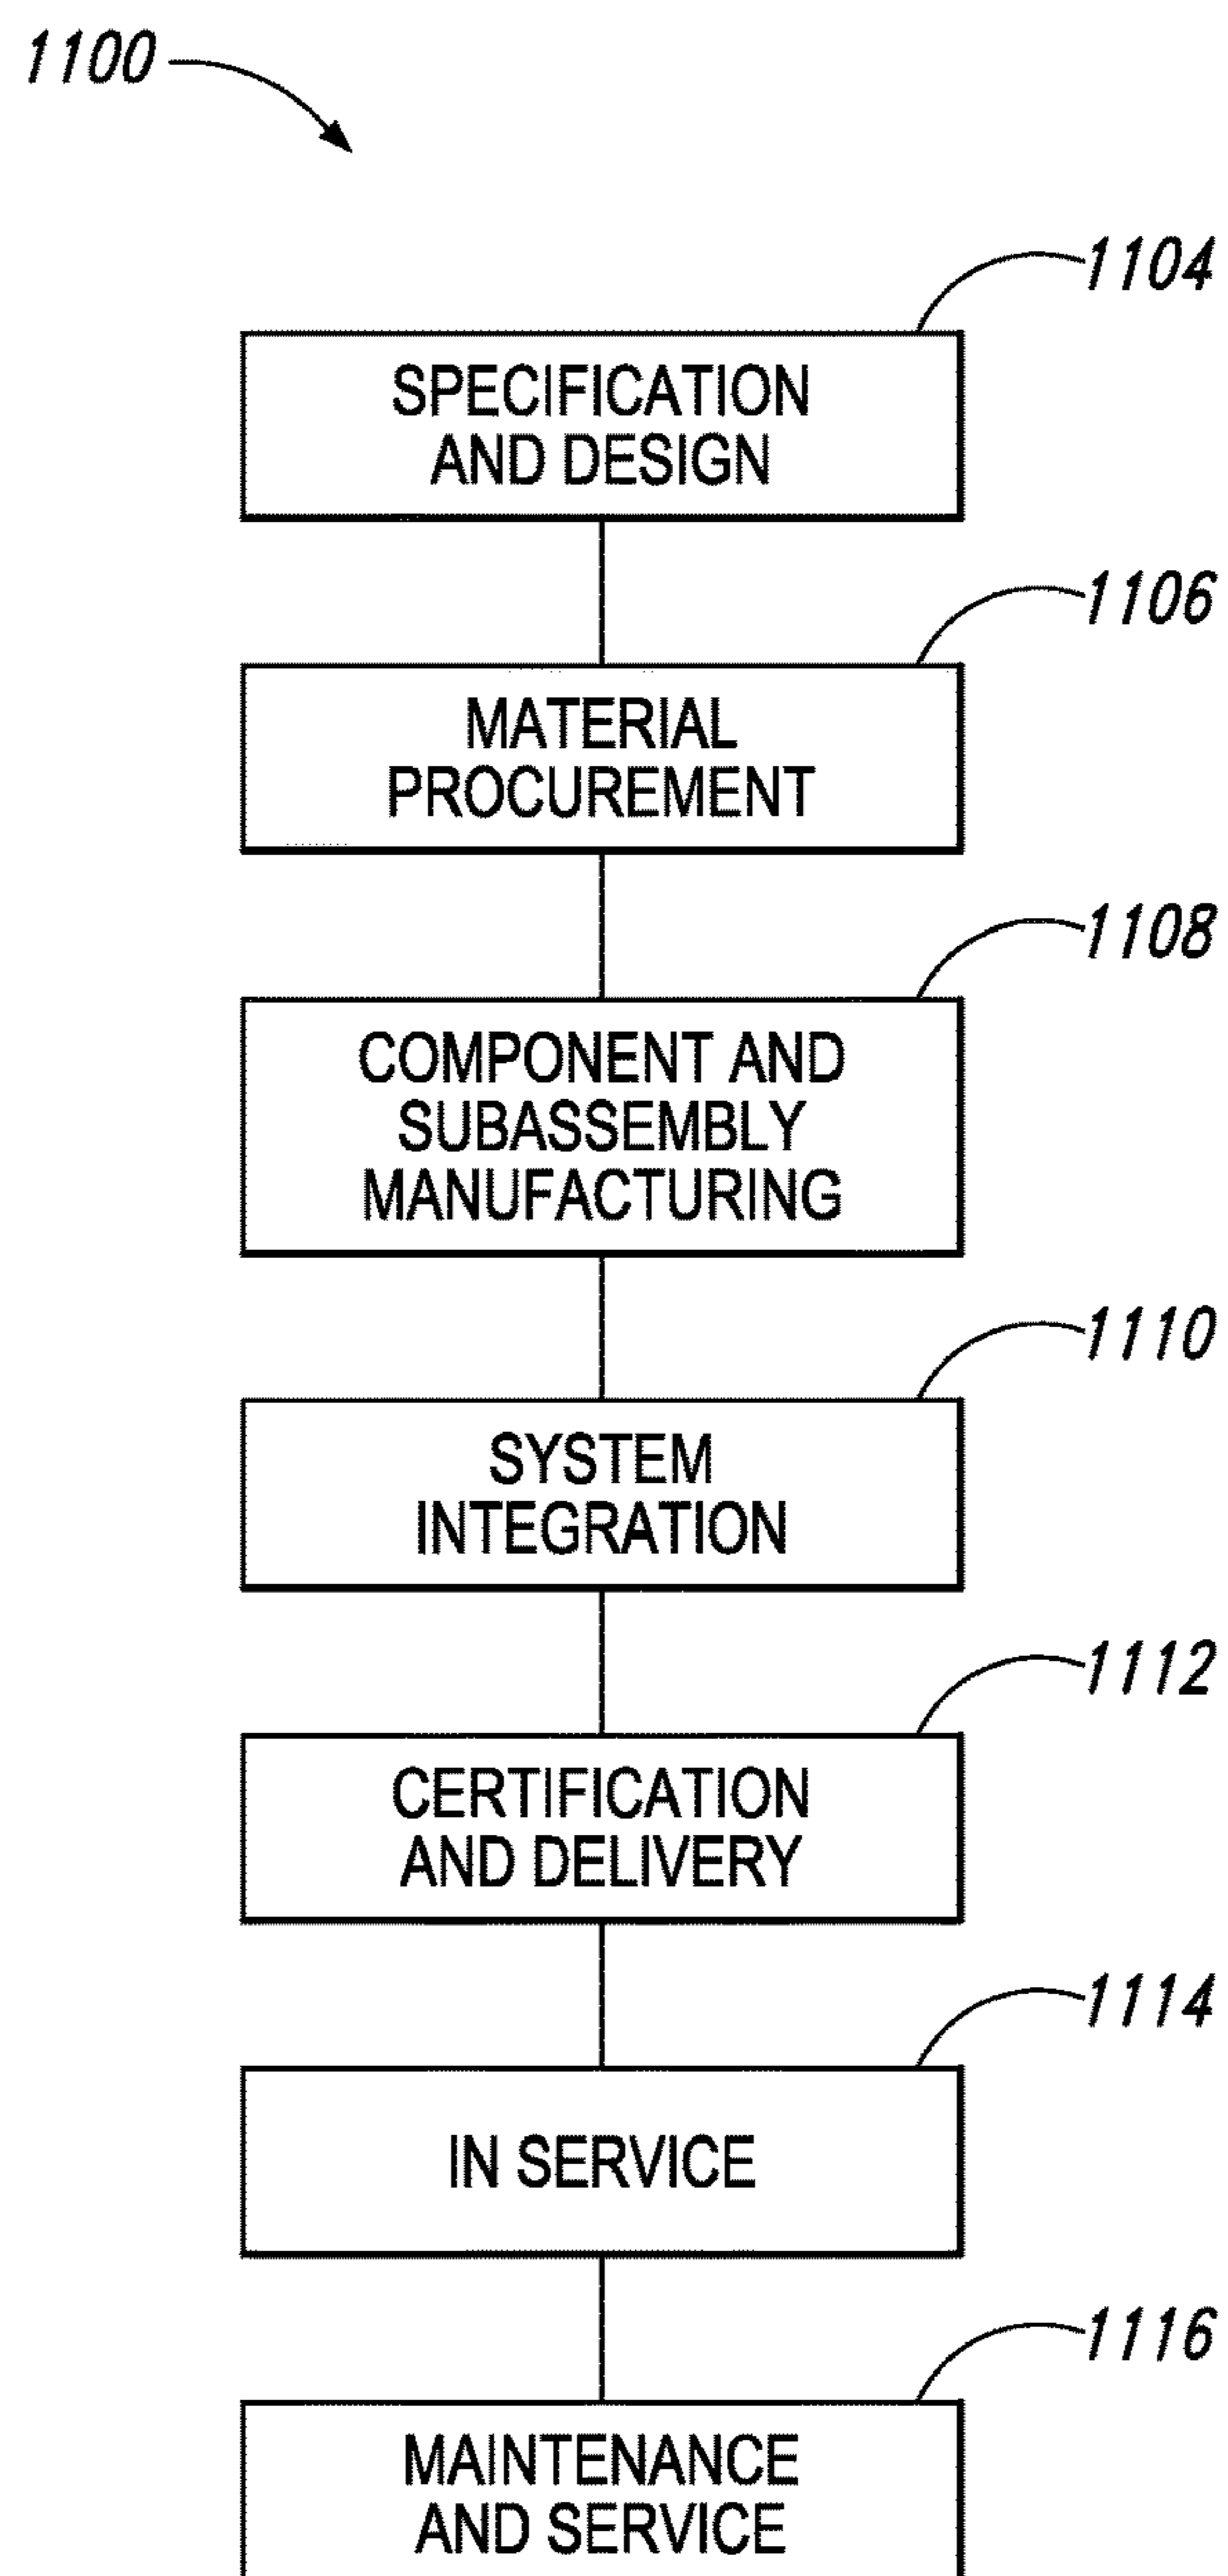 1100
1104
SPECIFICATION
AND DESIGN
1106
MATERIAL
PROCUREMENT
1108
COMPONENT AND
SUBASSEMBLY
MANUFACTURING
1110
SYSTEM
INTEGRATION
1112
CERTIFICATION
AND DELIVERY
1114
IN SERVICE
1116
MAINTENANCE
AND SERVICE